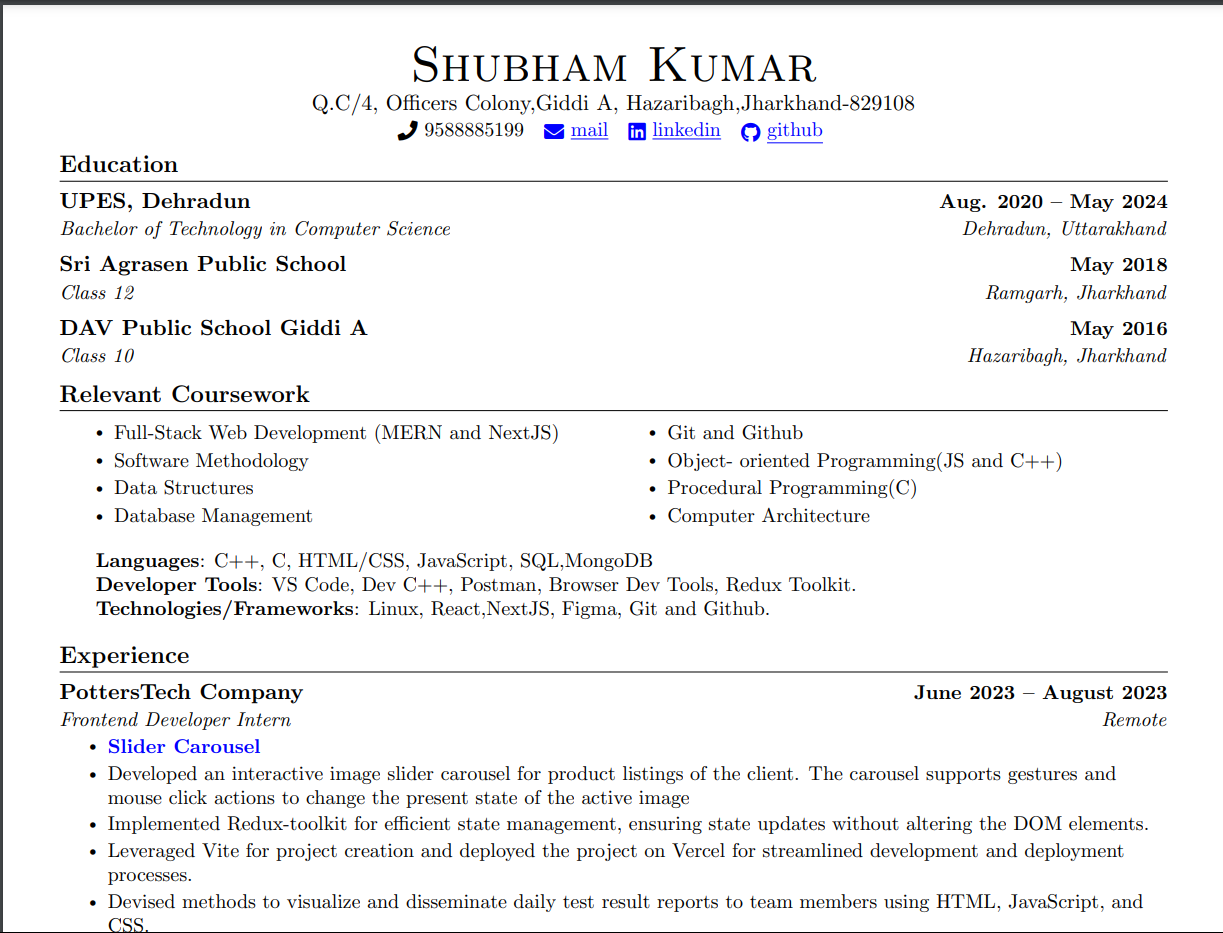 Shubham Kumar
Q.C/4, Officers Colony,Giddi A, Hazaribagh,Jharkhand-829108
9588885199 mail linkedin github
Education
UPES, Dehradun Aug. 2020 – May 2024
Bachelor of Technology in Computer Science Dehradun, Uttarakhand
Sri Agrasen Public School May 2018
Class 12 Ramgarh, Jharkhand
DAV Public School Giddi A May 2016
Class 10 Hazaribagh, Jharkhand
Relevant Coursework
• Full-Stack Web Development (MERN and NextJS) • Git and Github
• Software Methodology • Object- oriented Programming(JS and C++)
• Data Structures • Procedural Programming(C)
• Database Management • Computer Architecture
Languages: C++, C, HTML/CSS, JavaScript, SQL,MongoDB
Developer Tools: VS Code, Dev C++, Postman, Browser Dev Tools, Redux Toolkit.
Technologies/Frameworks: Linux, React,NextJS, Figma, Git and Github.
Experience
PottersTech Company June 2023 – August 2023
Frontend Developer Intern Remote
• Slider Carousel
• Developed an interactive image slider carousel for product listings of the client. The carousel supports gestures and
mouse click actions to change the present state of the active image
• Implemented Redux-toolkit for efficient state management, ensuring state updates without altering the DOM elements.
• Leveraged Vite for project creation and deployed the project on Vercel for streamlined development and deployment
processes.
• Devised methods to visualize and disseminate daily test result reports to team members using HTML, JavaScript, and
CSS.